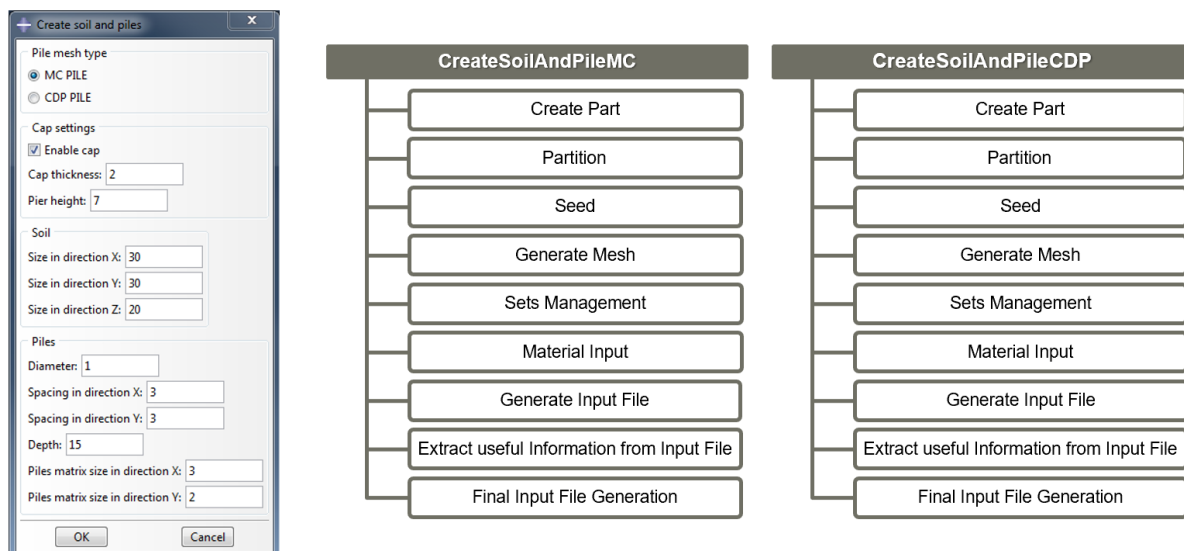 Create soil and piles
x
Pile mesh type
MC PILE
CDP PILE
Cap settings
Enable cap
Cap thickness: 2
Pier height: 7
Soil
Size in direction X: 30
Size in direction Y: 30
Size in direction Z: 20
Piles
Diameter: 1
Spacing in direction X: 3
Spacing in direction Y: 3
Depth: 15
Piles matrix size in direction X: 3
Piles matrix size in direction Y: 2
OK
Cancel
CreateSoilAndPileMC
Create Part
Partition
Seed
Generate Mesh
Sets Management
Material Input
Generate Input File
Extract useful Information from Input File
Final Input File Generation
CreateSoilAndPileCDP
Create Part
Partition
Seed
Generate Mesh
Sets Management
Material Input
Generate Input File
Extract useful Information from Input File
Final Input File Generation